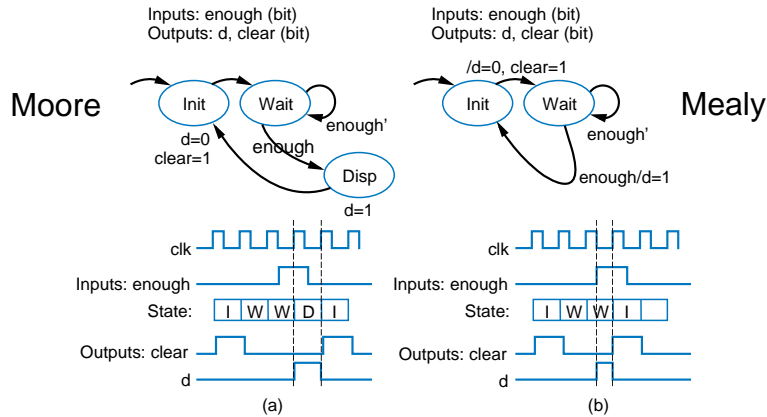 Inputs: enough (bit)
Outputs: d, clear (bit)
Moore
Init
Wait
enough’
d=0
clear=1
enough
Disp
d=1
clk
Inputs: enough
State:
I W W D I
Outputs: clear
d
(a)
Inputs: enough (bit)
Outputs: d, clear (bit)
/d=0, clear=1
Mealy
Init
Wait
enough’
enough/d=1
clk
Inputs: enough
State:
I W W I
Outputs: clear
d
(b)